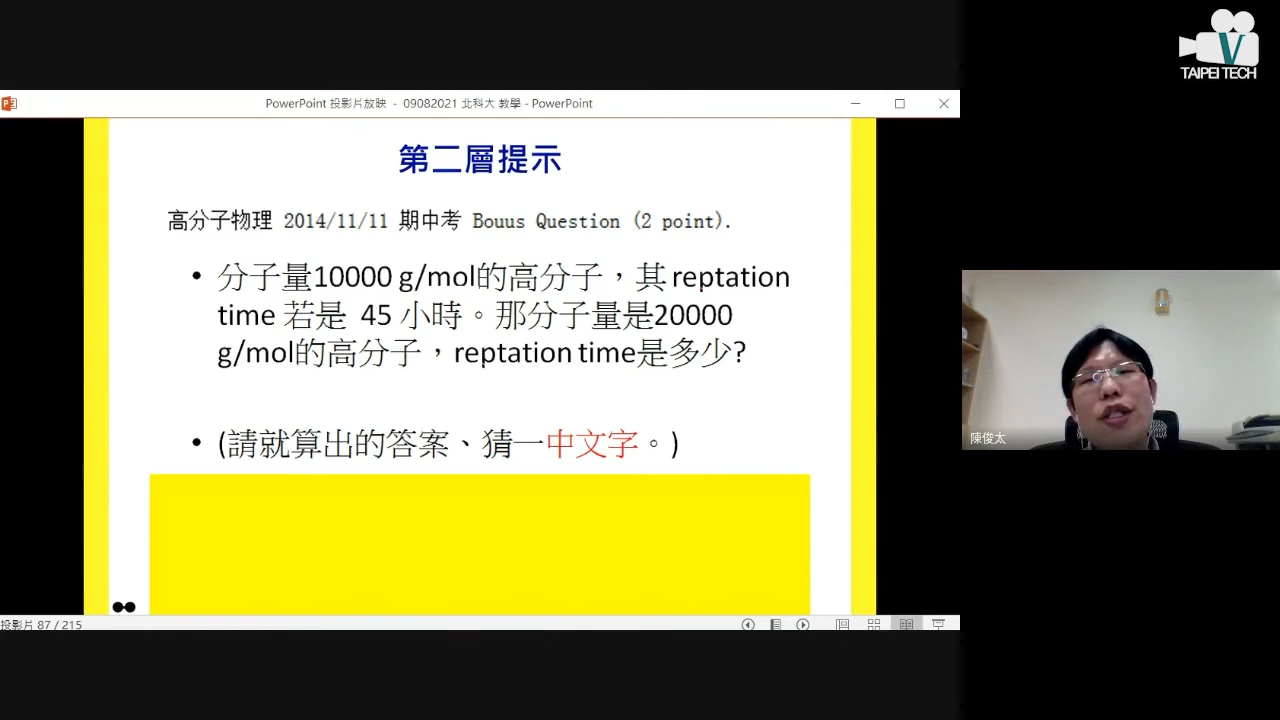 TAIPEI TECH
PowerPoint 投影片放映 - 09082021 北科大 教學 - PowerPoint
第二層提示
高分子物理 2014/11/11 期中考 Bouus Question (2 point).
• 分子量10000 g/mol的高分子，其reptation
time 若是 45 小時。那分子量是20000
g/mol的高分子，reptation time是多少?
• (請就算出的答案、猜一中文字。)
陳俊太
投影片 87 / 215